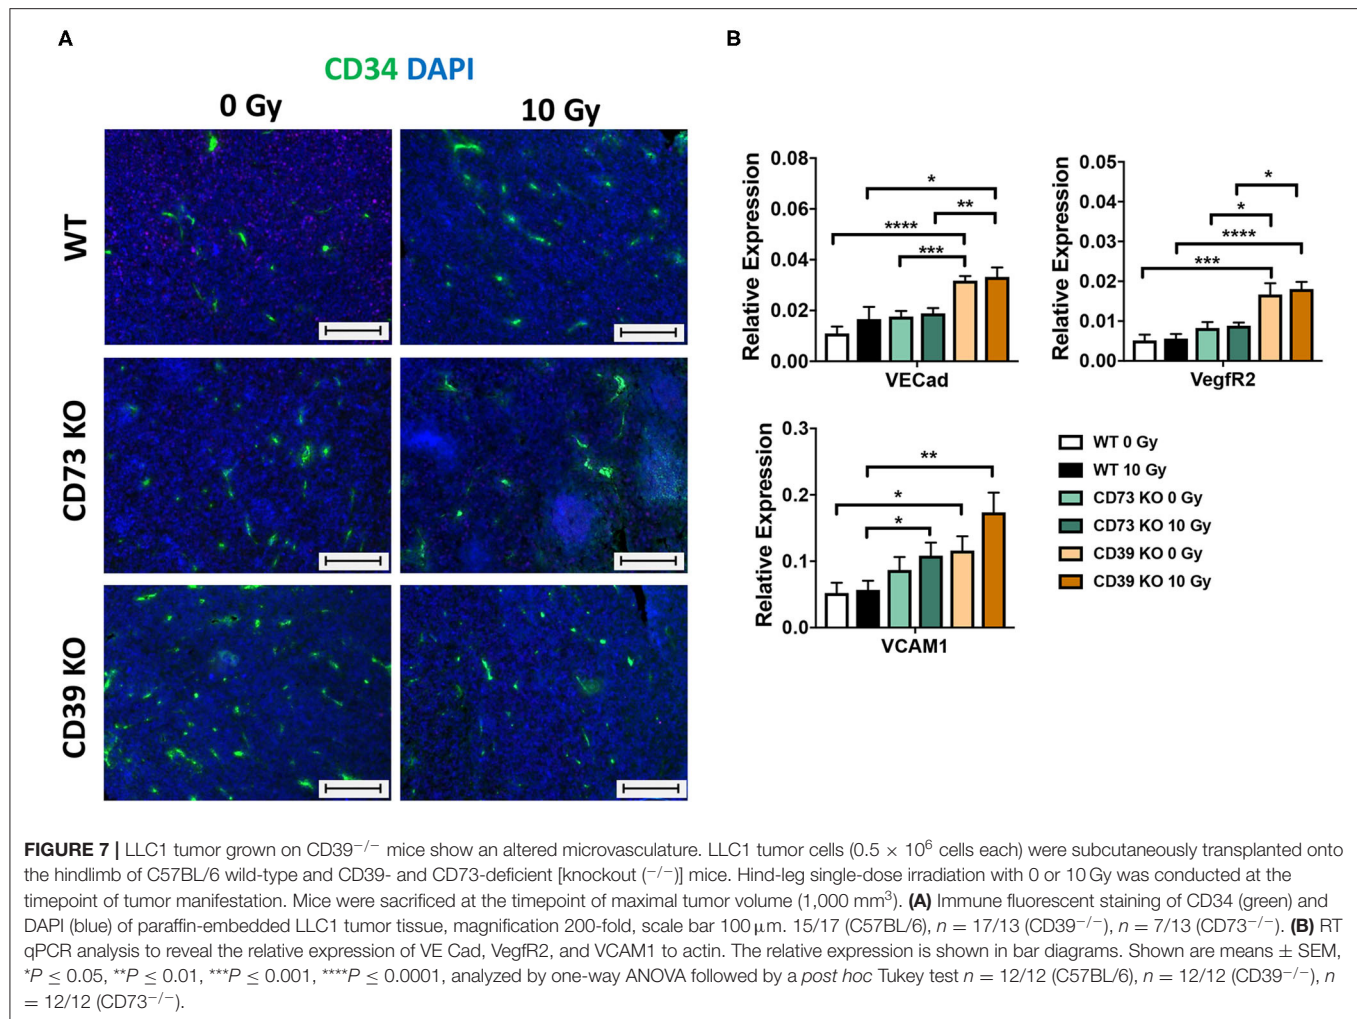 A
CD34 DAPI
0 Gy
10 Gy
WT
CD73 KO
CD39 KO
B
Relative Expression
0.08
0.06
0.04
0.02
0.00
*
**
****
***
VECad
Relative Expression
0.05
0.04
0.03
0.02
0.01
0.00
*
*
****
***
VegfR2
Relative Expression
0.3
0.2
0.1
0.0
**
*
*
VCAM1
WT 0 Gy
WT 10 Gy
CD73 KO 0 Gy
CD73 KO 10 Gy
CD39 KO 0 Gy
CD39 KO 10 Gy
FIGURE 7 | LLC1 tumor grown on CD39−/− mice show an altered microvasculature. LLC1 tumor cells (0.5 × 10⁶ cells each) were subcutaneously transplanted onto
the hindlimb of C57BL/6 wild-type and CD39- and CD73-deficient [knockout (−/−)] mice. Hind-leg single-dose irradiation with 0 or 10 Gy was conducted at the
timepoint of tumor manifestation. Mice were sacrificed at the timepoint of maximal tumor volume (1,000 mm³). (A) Immune fluorescent staining of CD34 (green) and
DAPI (blue) of paraffin-embedded LLC1 tumor tissue, magnification 200-fold, scale bar 100 μm. 15/17 (C57BL/6), n = 17/13 (CD39−/−), n = 7/13 (CD73−/−). (B) RT
qPCR analysis to reveal the relative expression of VE Cad, VegfR2, and VCAM1 to actin. The relative expression is shown in bar diagrams. Shown are means ± SEM,
*P ≤ 0.05, **P ≤ 0.01, ***P ≤ 0.001, ****P ≤ 0.0001, analyzed by one-way ANOVA followed by a post hoc Tukey test n = 12/12 (C57BL/6), n = 12/12 (CD39−/−), n
= 12/12 (CD73−/−).